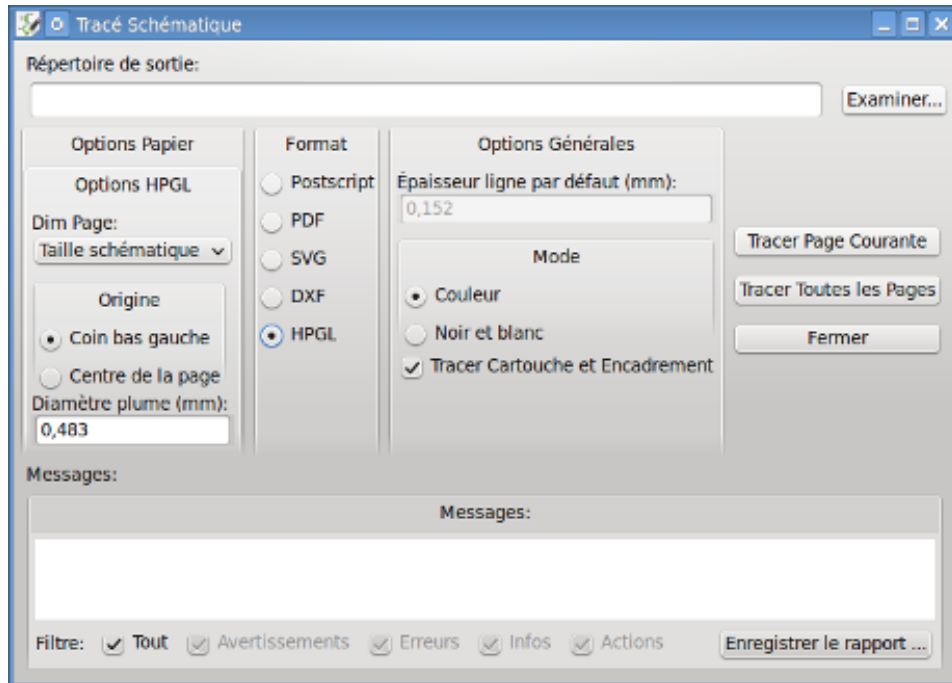 Tracé Schématique
Répertoire de sortie:
Examiner...
Options Papier
Options HPGL
Dim Page:
Taille schématique
Origine
Coin bas gauche
Centre de la page
Diamètre plume (mm):
0,483
Format
Postscript
PDF
SVG
DXF
HPGL
Options Générales
Épaisseur ligne par défaut (mm):
0,152
Mode
Couleur
Noir et blanc
Tracer Cartouche et Encadrement
Tracer Page Courante
Tracer Toutes les Pages
Fermer
Messages:
Messages:
Filtre: Tout Avertissements Erreurs Infos Actions Enregistrer le rapport ...